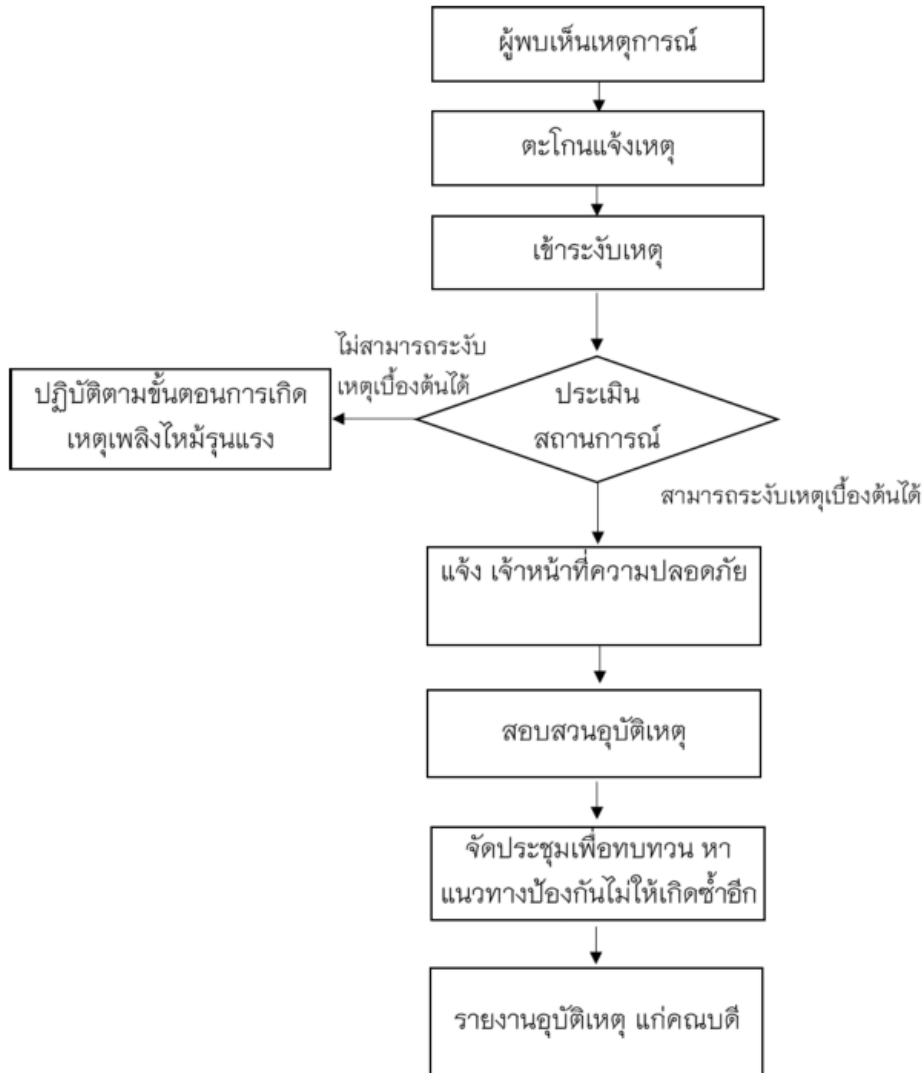 ผู้พบเห็นเหตุการณ์
ตะโกนแจ้งเหตุ
เข้าระงับเหตุ
ไม่สามารถระงับ
เหตุเบื้องต้นได้
ปฏิบัติตามขั้นตอนการเกิด
เหตุเพลิงไหม้รุนแรง
ประเมิน
สถานการณ์
สามารถระงับเหตุเบื้องต้นได้
แจ้ง เจ้าหน้าที่ความปลอดภัย
สอบสวนอุบัติเหตุ
จัดประชุมเพื่อทบทวน หา
แนวทางป้องกันไม่ให้เกิดซ้ำอีก
รายงานอุบัติเหตุ แก่คณบดี